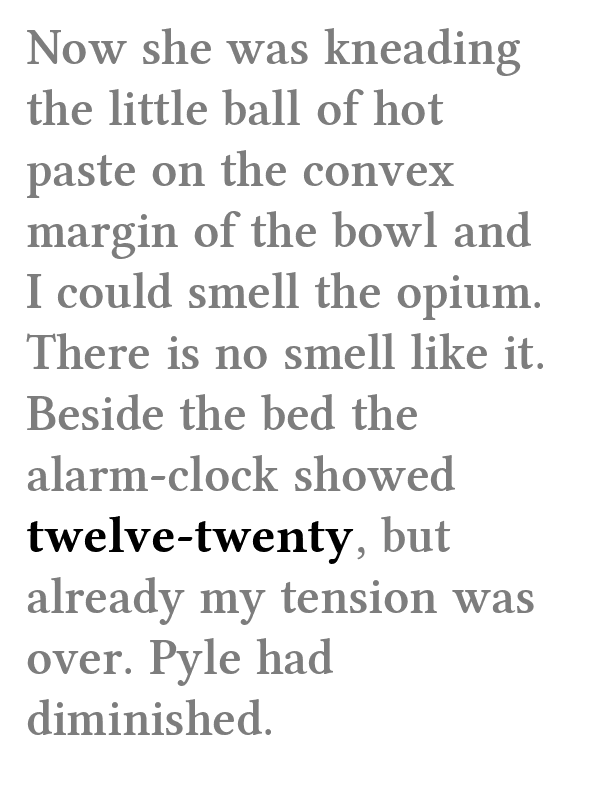 Now she was kneading
the little ball of hot
paste on the convex
margin of the bowl and
I could smell the opium.
There is no smell like it.
Beside the bed the
alarm-clock showed
twelve-twenty, but
already my tension was
over. Pyle had
diminished.